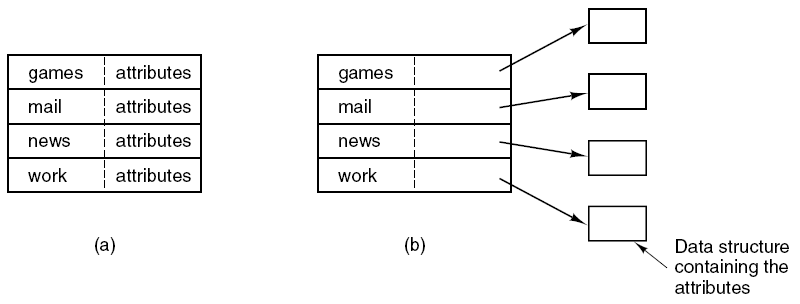 games attributes
mail attributes
news attributes
work attributes
(a)
games
mail
news
work
(b)
Data structure
containing the
attributes